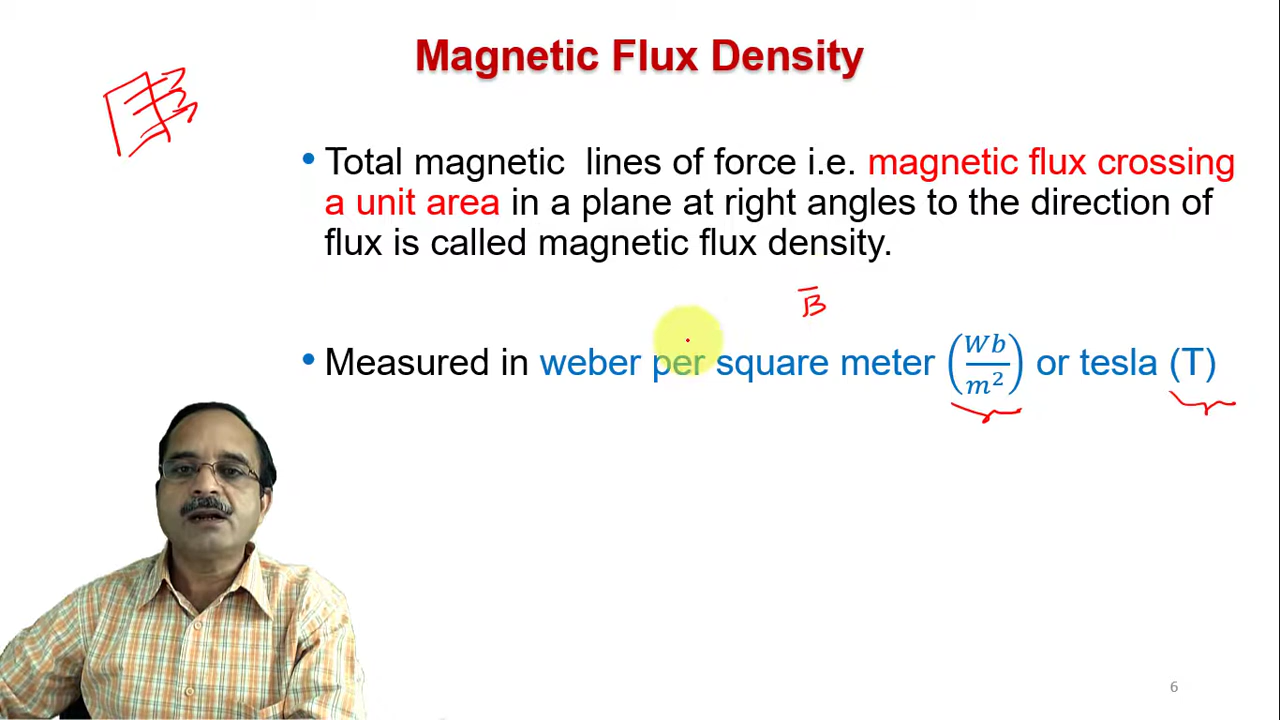 Magnetic Flux Density
• Total magnetic lines of force i.e. magnetic flux crossing
a unit area in a plane at right angles to the direction of
flux is called magnetic flux density.
B̅
• Measured in weber per square meter (Wb/m²) or tesla (T)
6